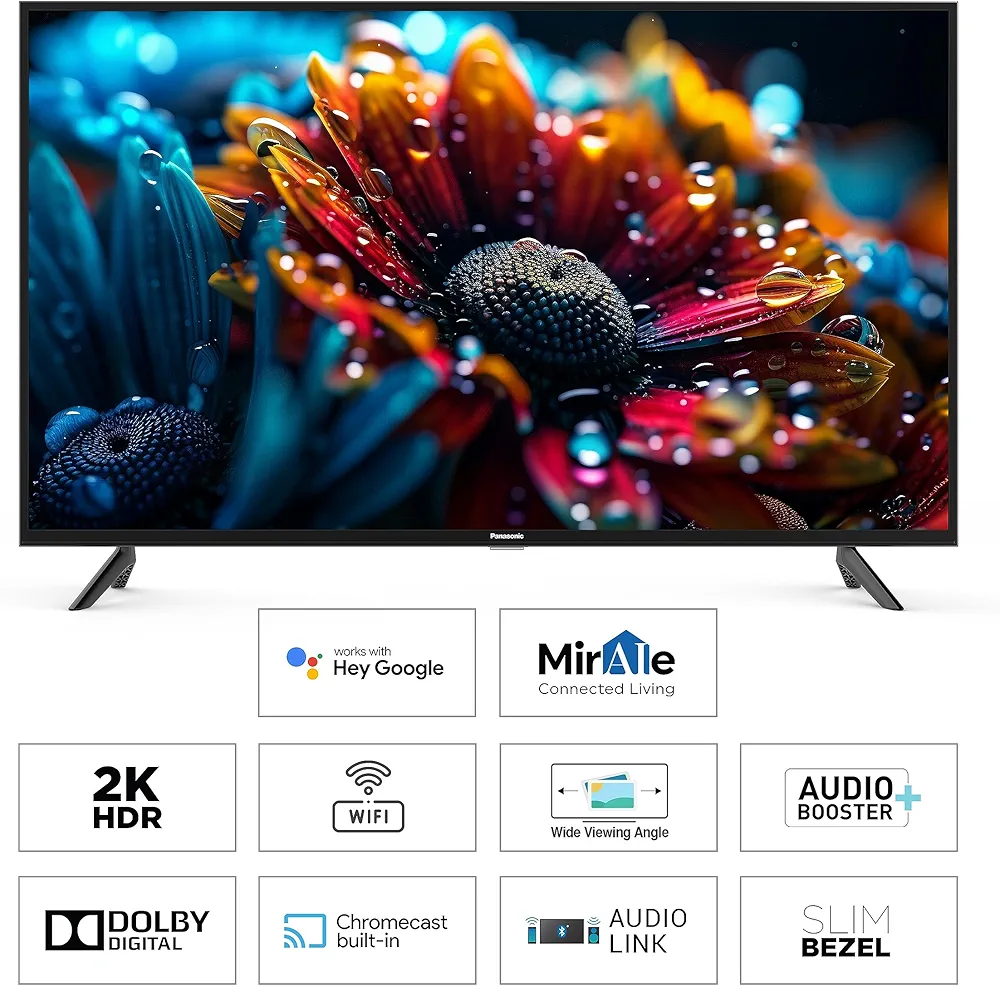 Panasonic
works with
Hey Google
MirAIe
Connected Living
2K
HDR
WIFI
Wide Viewing Angle
AUDIO+
BOOSTER
DOLBY
DIGITAL
Chromecast
built-in
AUDIO
LINK
SLIM
BEZEL